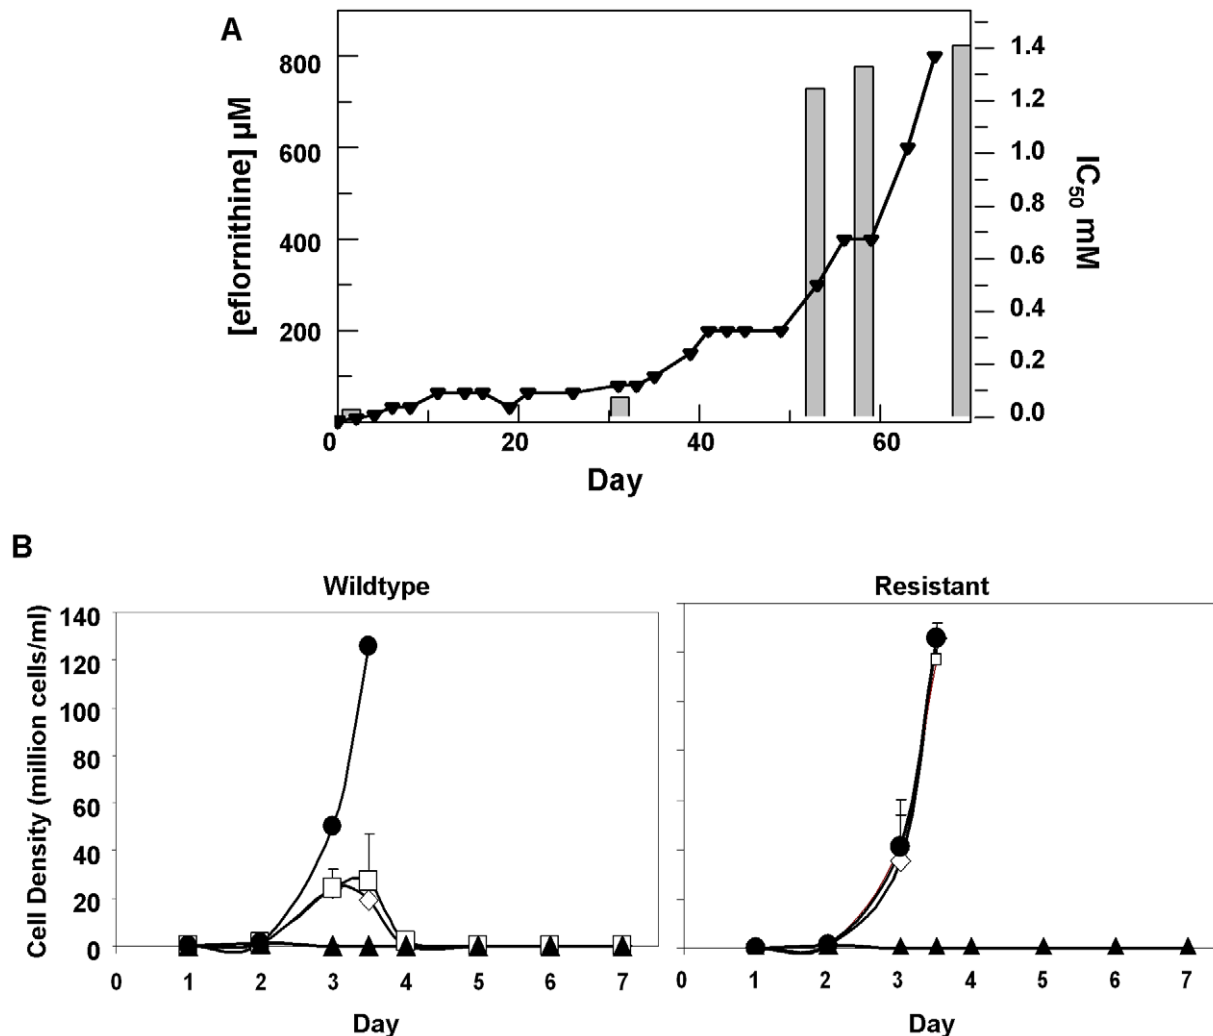 A
[eflornithine] µM
800
600
400
200
0
20
40
60
Day
1.4
1.2
1.0
0.8
0.6
0.4
0.2
0.0
IC50 mM
B
Wildtype
Cell Density (million cells/ml)
140
120
100
80
60
40
20
0
0 1 2 3 4 5 6 7
Day
Resistant
0 1 2 3 4 5 6 7
Day